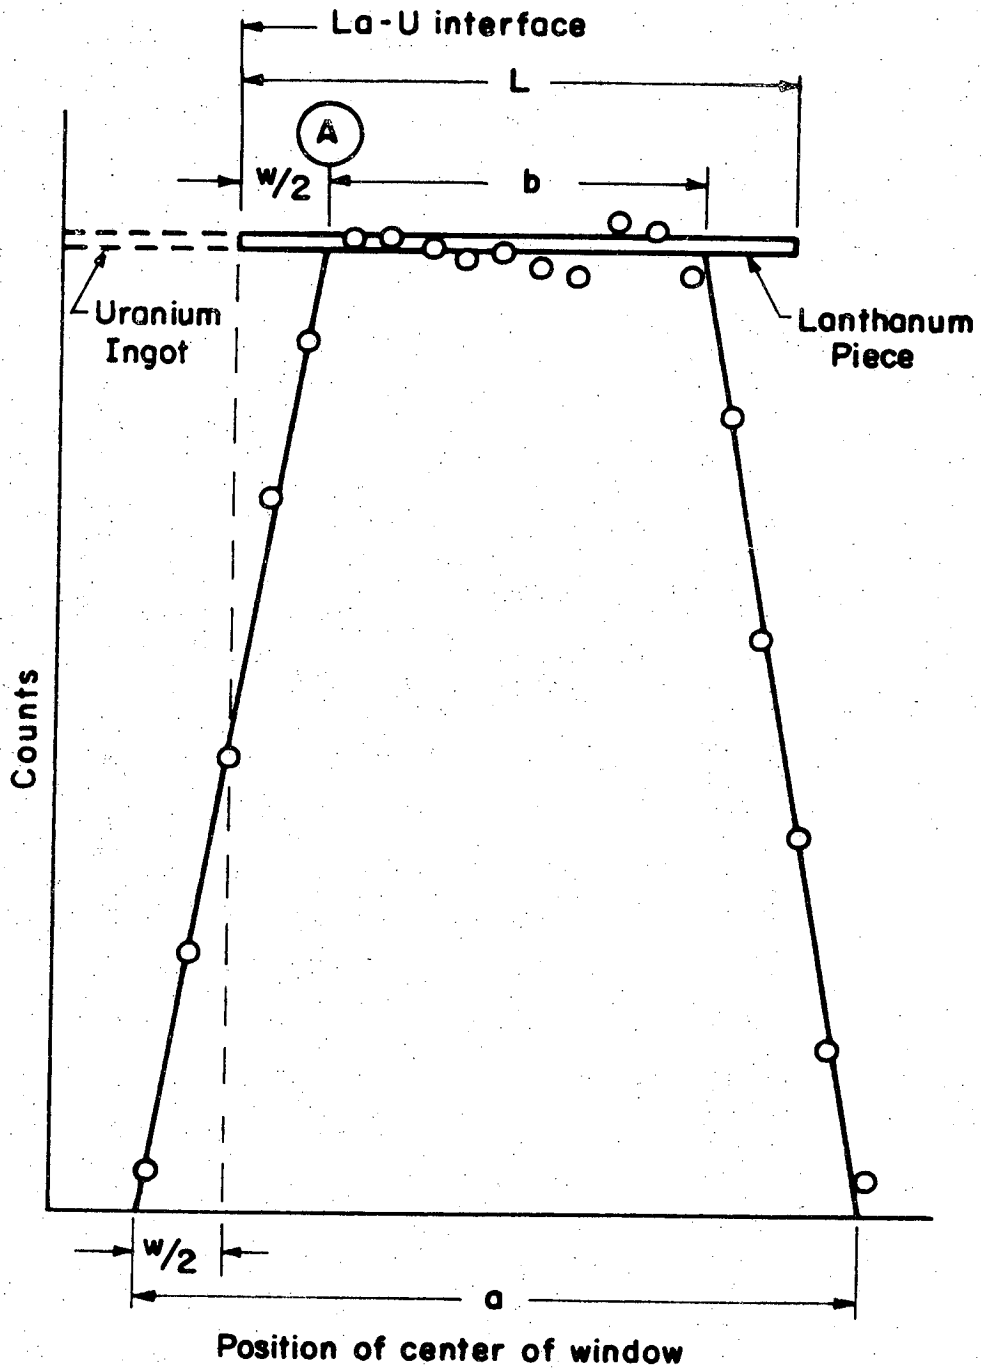 La-U interface
L
A
w/2
b
Uranium
Ingot
Lanthanum
Piece
Counts
w/2
a
Position of center of window